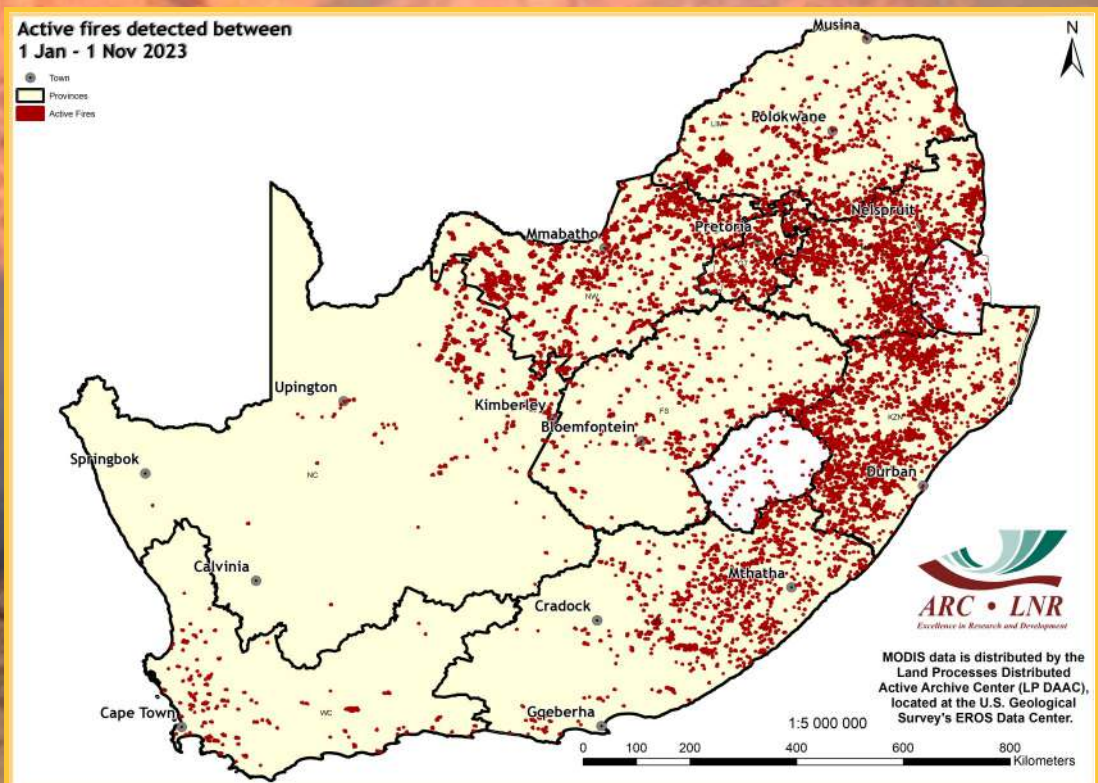 Active fires detected between
1 Jan - 1 Nov 2023
Town
Provinces
Active Fires
N
Musina
LIM
Polokwane
Nelspruit
Pretoria
Mmabatho
NW
Upington
Kimberley
FS
KZN
Bloemfontein
Springbok
NC
Durban
Calvinia
Mthatha
Cradock
ARC • LNR
Excellence in Research and Development
MODIS data is distributed by the
Land Processes Distributed
Active Archive Center (LP DAAC),
located at the U.S. Geological
Survey's EROS Data Center.
Cape Town
WC
Gqeberha
1:5 000 000
0 100 200 400 600 800
Kilometers